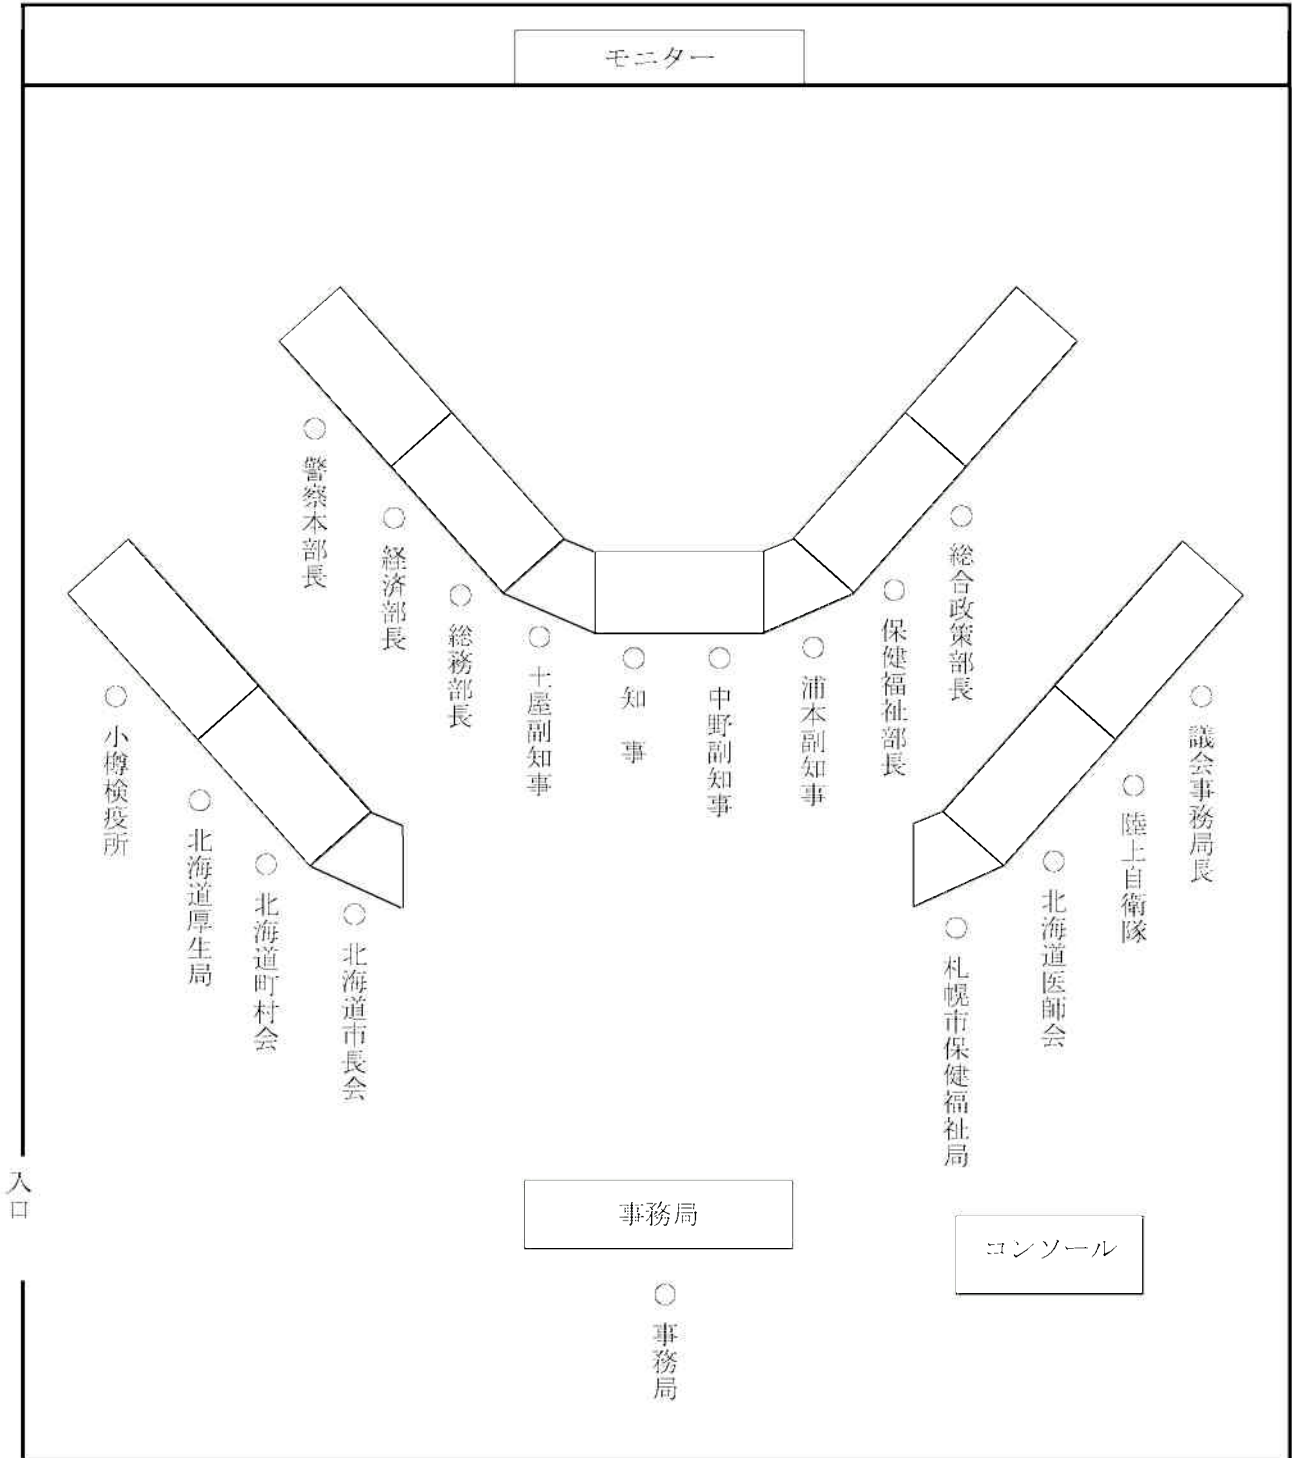 モニター
○ 警察本部長
○ 経済部長
○ 総務部長
○ 土屋副知事
○ 知 事
○ 中野副知事
○ 浦本副知事
○ 保健福祉部長
○ 総合政策部長
○ 小樽検疫所
○ 北海道厚生局
○ 北海道町村会
○ 北海道市長会
○ 札幌市保健福祉局
○ 北海道医師会
○ 陸上自衛隊
○ 議会事務局長
入口
事務局
コンソール
○ 事務局